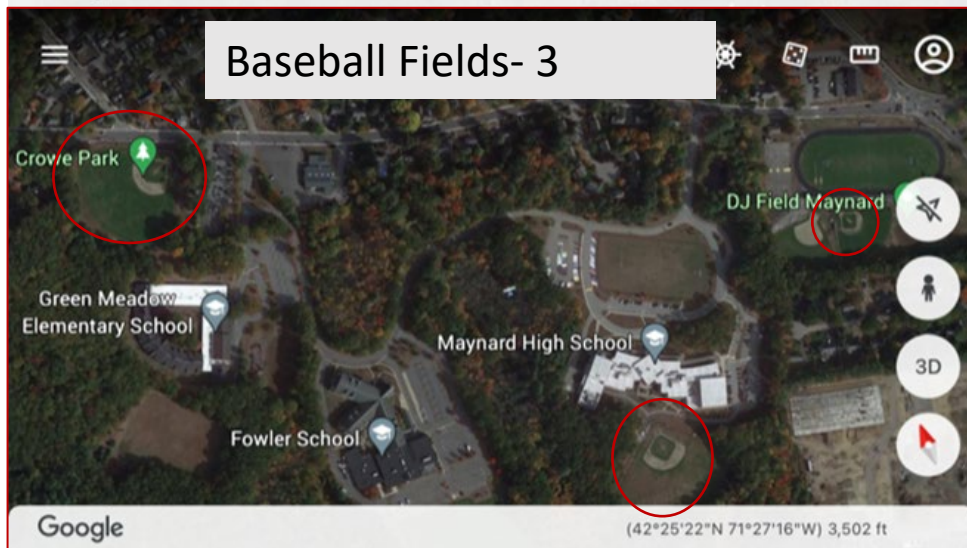 Baseball Fields- 3
Crowe Park
DJ Field Maynard
Green Meadow
Elementary School
Maynard High School
3D
Fowler School
Google
(42°25'22"N 71°27'16"W) 3,502 ft